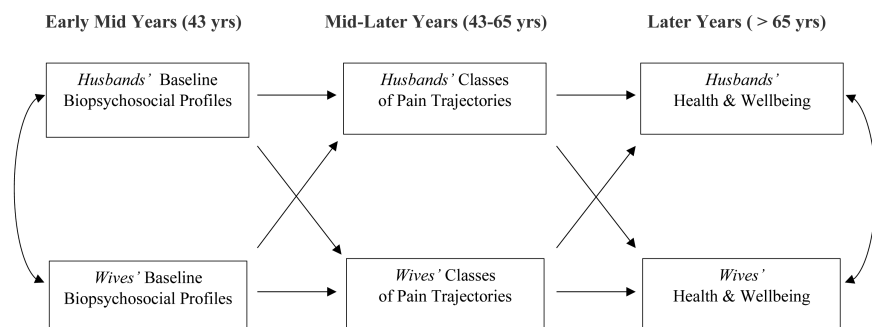 Early Mid Years (43 yrs)
Mid-Later Years (43-65 yrs)
Later Years ( > 65 yrs)
Husbands’ Baseline
Biopsychosocial Profiles
Husbands’ Classes
of Pain Trajectories
Husbands’
Health & Wellbeing
Wives’ Baseline
Biopsychosocial Profiles
Wives’ Classes
of Pain Trajectories
Wives’
Health & Wellbeing